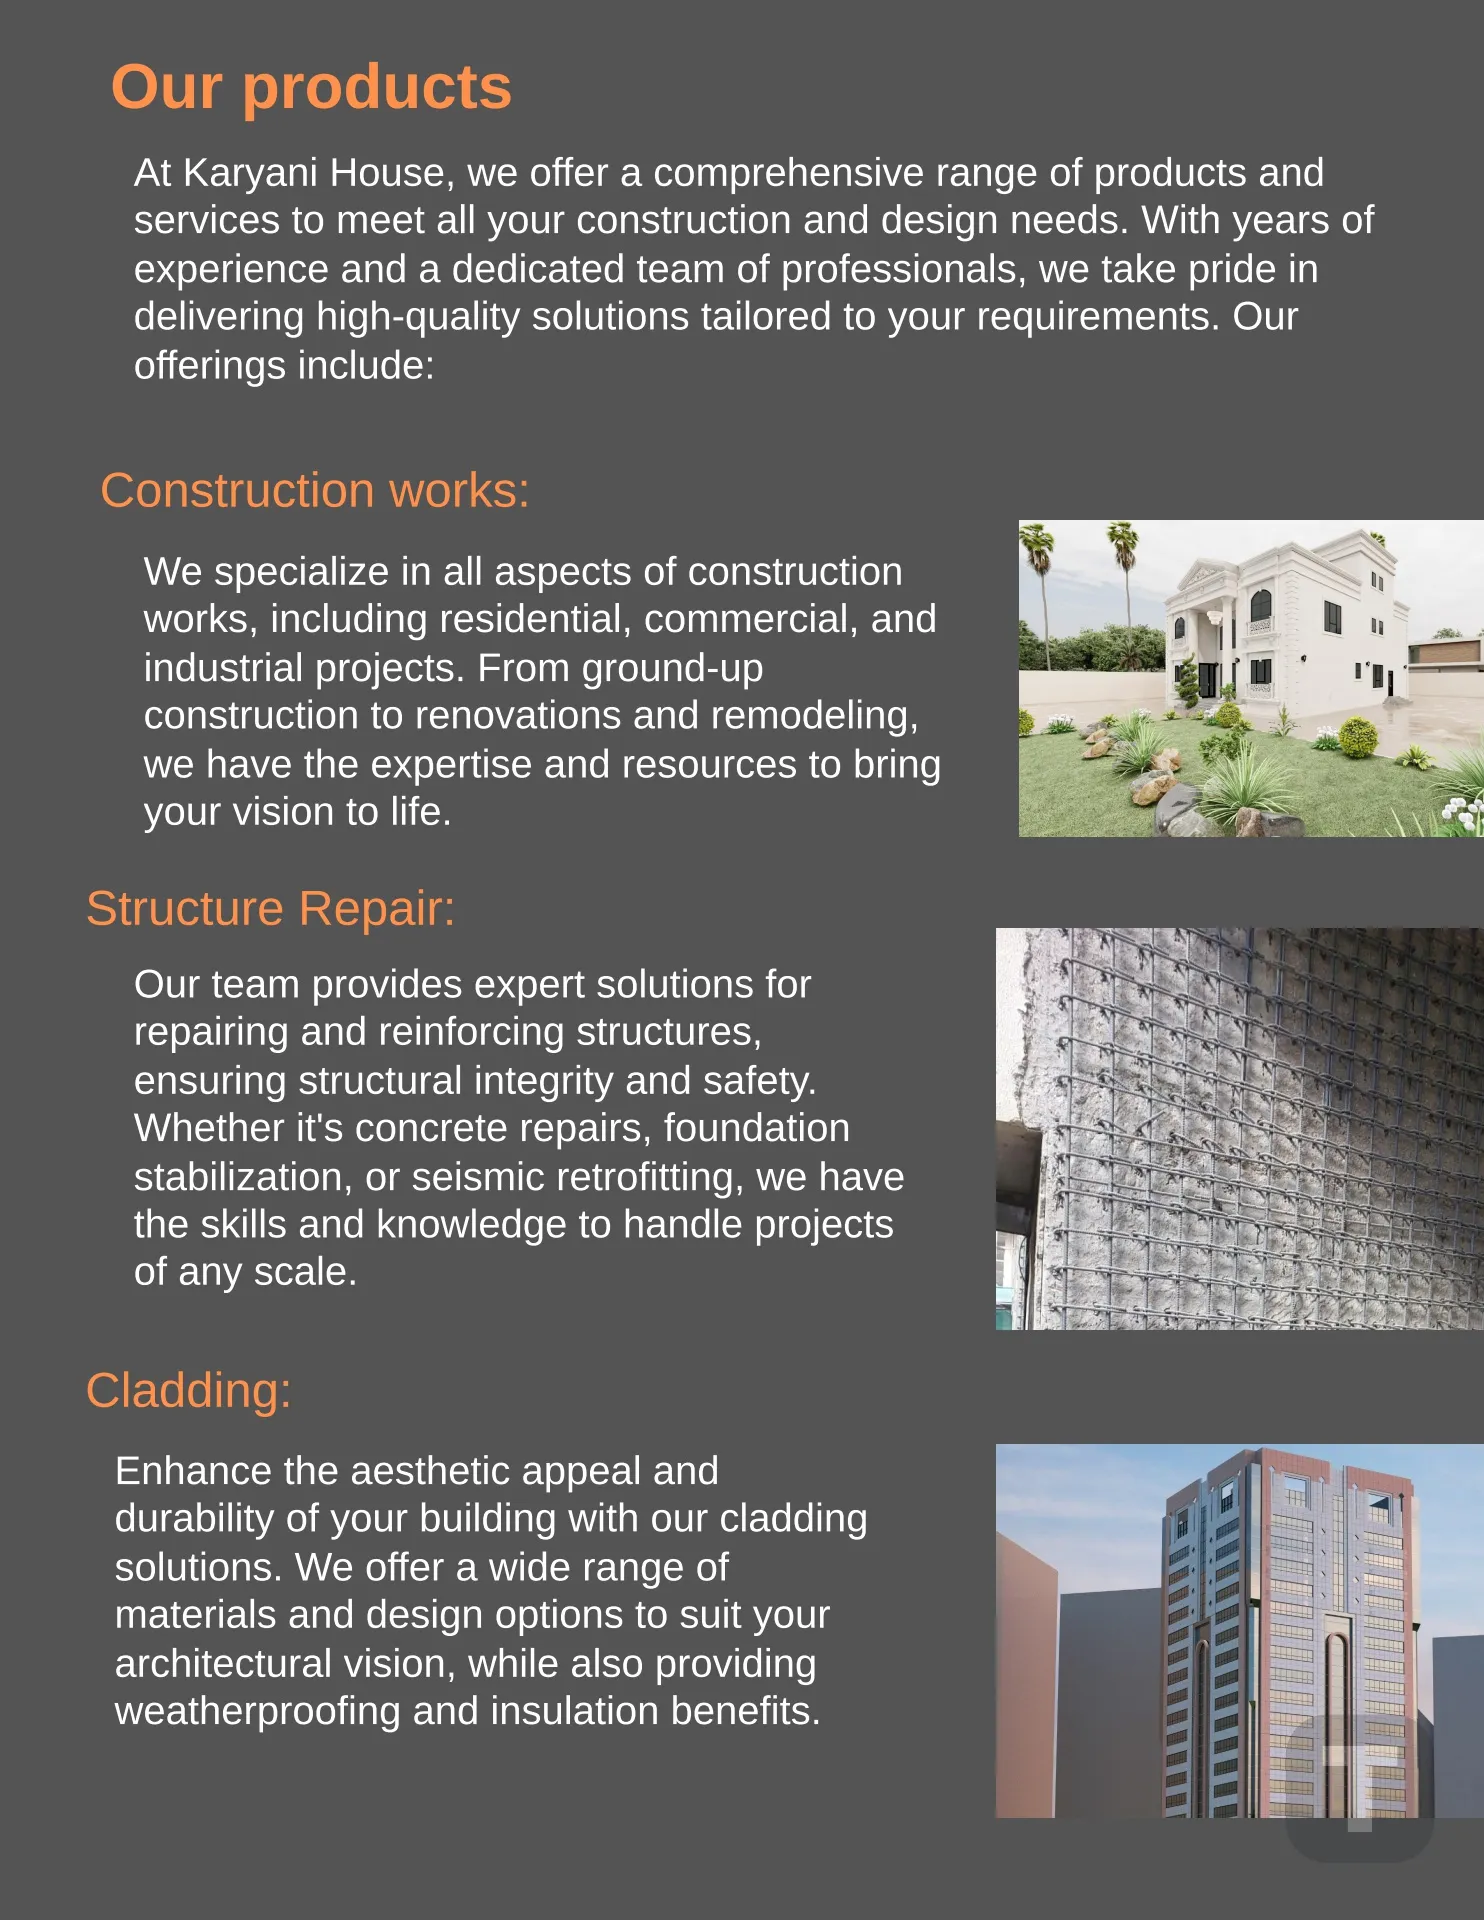 Our products
At Karyani House, we offer a comprehensive range of products and
services to meet all your construction and design needs. With years of
experience and a dedicated team of professionals, we take pride in
delivering high-quality solutions tailored to your requirements. Our
offerings include:
Construction works:
We specialize in all aspects of construction
works, including residential, commercial, and
industrial projects. From ground-up
construction to renovations and remodeling,
we have the expertise and resources to bring
your vision to life.
Structure Repair:
Our team provides expert solutions for
repairing and reinforcing structures,
ensuring structural integrity and safety.
Whether it's concrete repairs, foundation
stabilization, or seismic retrofitting, we have
the skills and knowledge to handle projects
of any scale.
Cladding:
Enhance the aesthetic appeal and
durability of your building with our cladding
solutions. We offer a wide range of
materials and design options to suit your
architectural vision, while also providing
weatherproofing and insulation benefits.
T